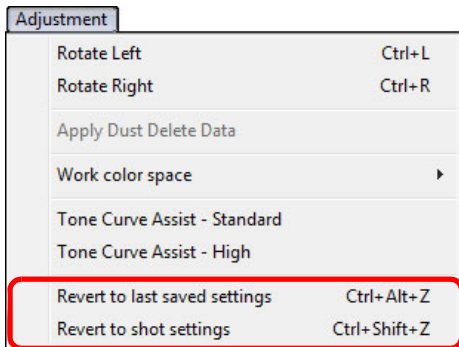 Adjustment
Rotate Left Ctrl+L
Rotate Right Ctrl+R
Apply Dust Delete Data
Work color space
Tone Curve Assist - Standard
Tone Curve Assist - High
Revert to last saved settings Ctrl+Alt+Z
Revert to shot settings Ctrl+Shift+Z